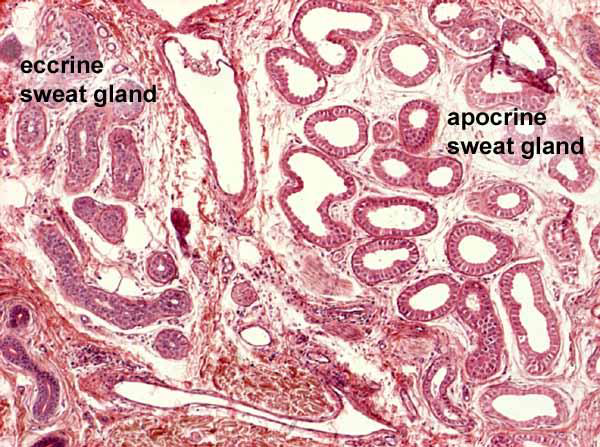 eccrine
sweat gland
apocrine
sweat gland